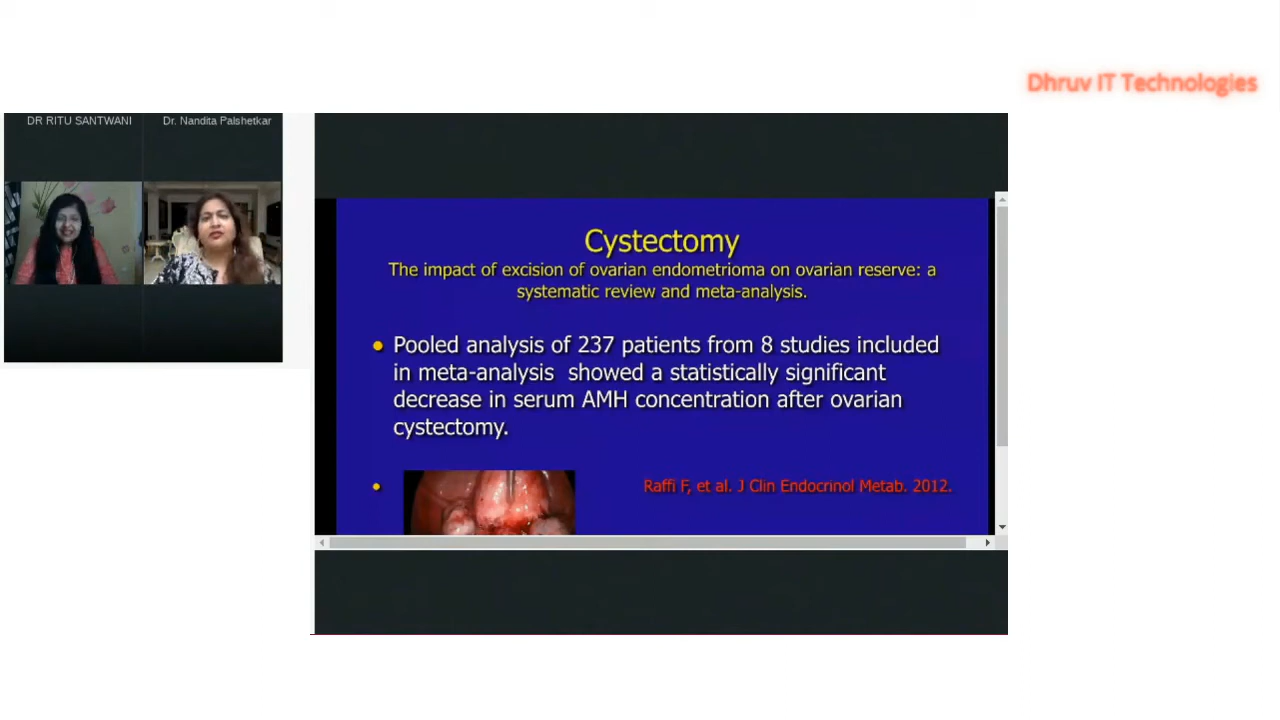 Dhruv IT Technologies
DR RITU SANTWANI
Dr. Nandita Palshetkar
Cystectomy
The impact of excision of ovarian endometrioma on ovarian reserve: a
systematic review and meta-analysis.
• Pooled analysis of 237 patients from 8 studies included
in meta-analysis showed a statistically significant
decrease in serum AMH concentration after ovarian
cystectomy.
•
Raffi F, et al. J Clin Endocrinol Metab. 2012.